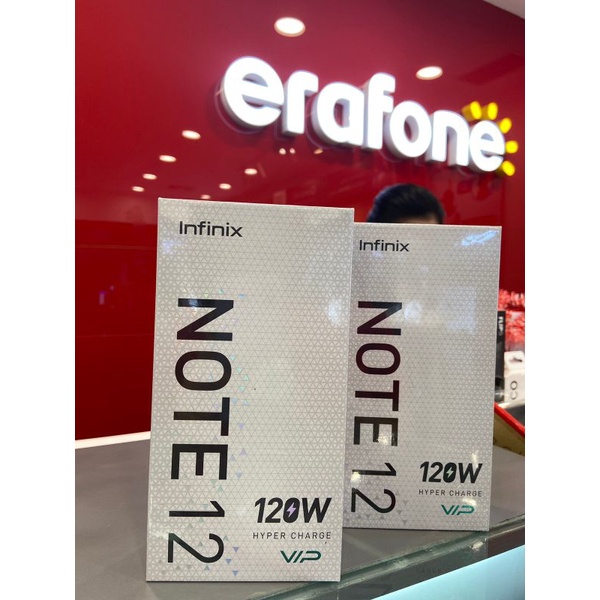 erafone
Infinix
NOTE 12
120W
HYPER CHARGE
VIP
Infinix
NOTE 12
120W
HYPER CHARGE
VIP